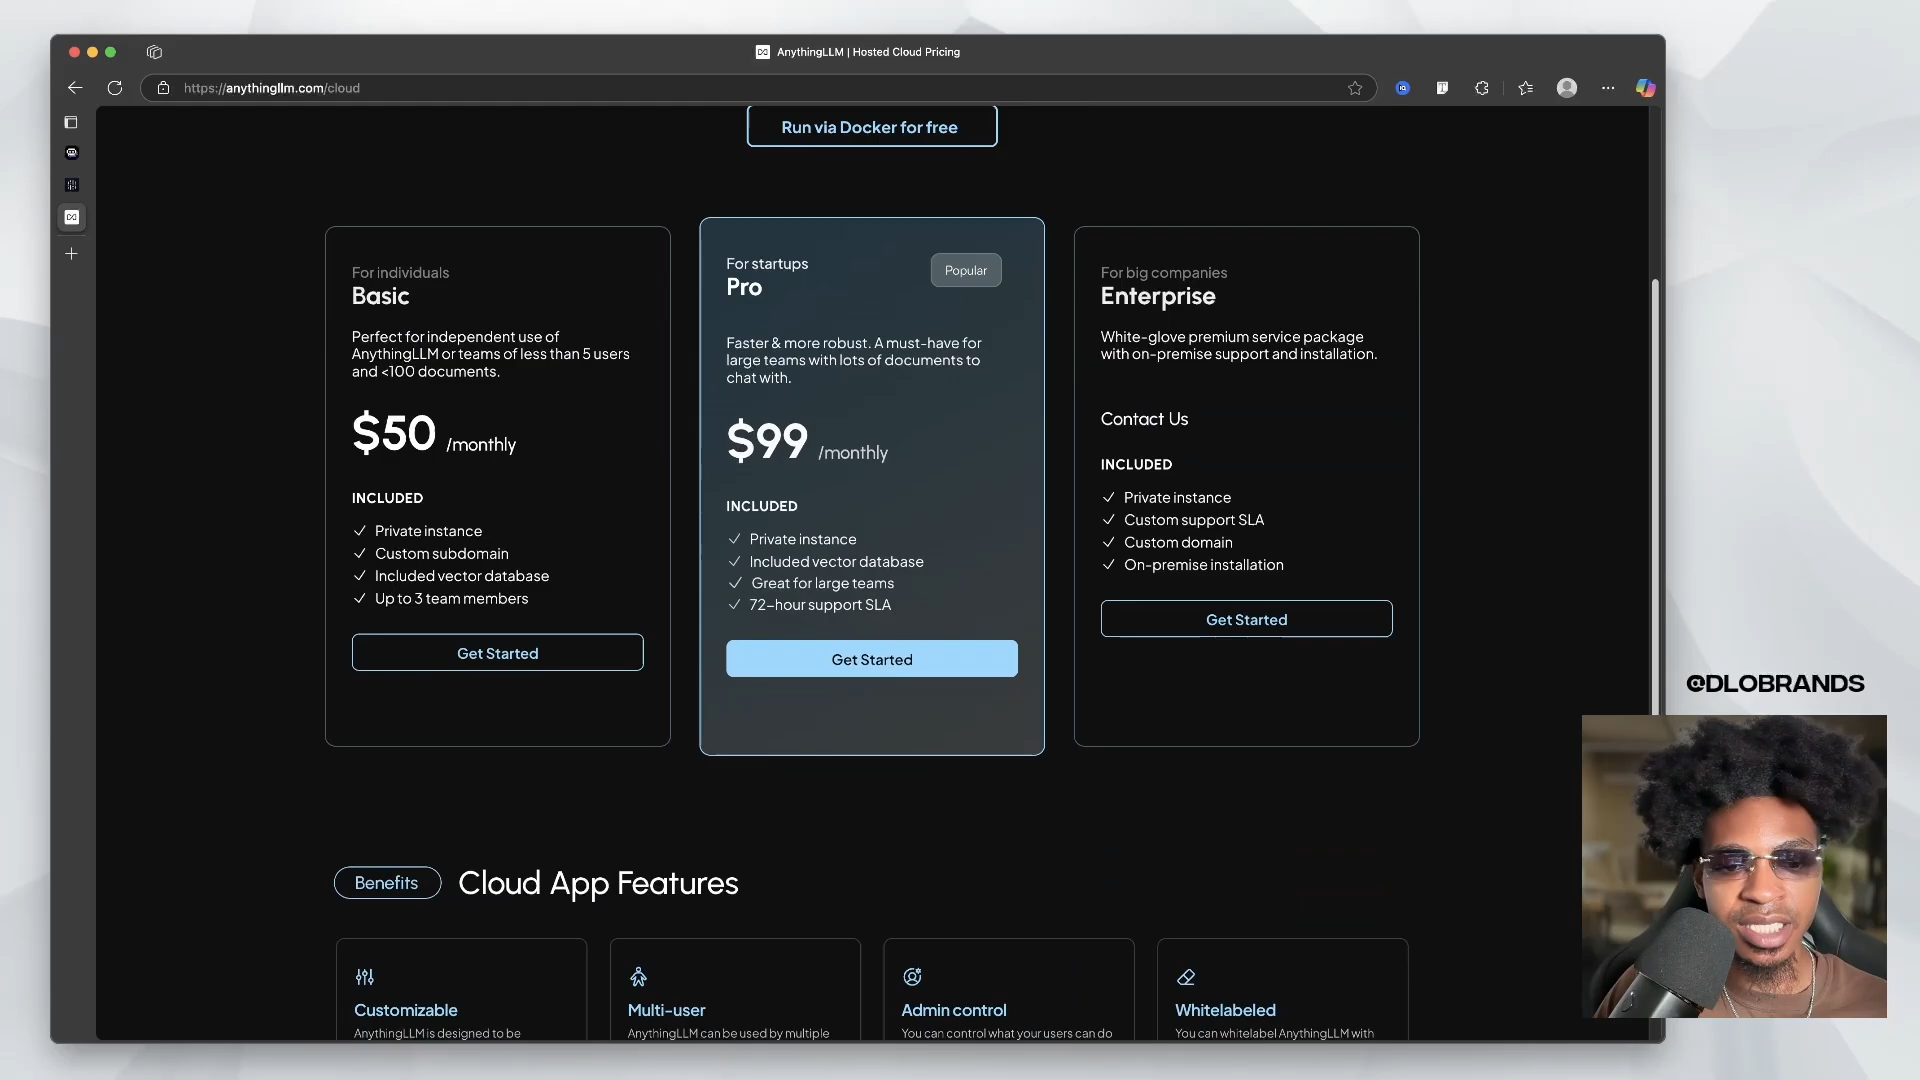 AnythingLLM | Hosted Cloud Pricing
https://anythingllm.com/cloud
Run via Docker for free
For individuals
Basic
Perfect for independent use of
AnythingLLM or teams of less than 5 users
and <100 documents.
$50 /monthly
INCLUDED
Private instance
Custom subdomain
Included vector database
Up to 3 team members
Get Started
For startups
Popular
Pro
Faster & more robust. A must-have for
large teams with lots of documents to
chat with.
$99 /monthly
INCLUDED
Private instance
Included vector database
Great for large teams
72-hour support SLA
Get Started
For big companies
Enterprise
White-glove premium service package
with on-premise support and installation.
Contact Us
INCLUDED
Private instance
Custom support SLA
Custom domain
On-premise installation
Get Started
@DLOBRANDS
Benefits Cloud App Features
Customizable
AnythingLLM is designed to be
Multi-user
AnythingLLM can be used by multiple
Admin control
You can control what your users can do
Whitelabeled
You can whitelabel AnythingLLM with